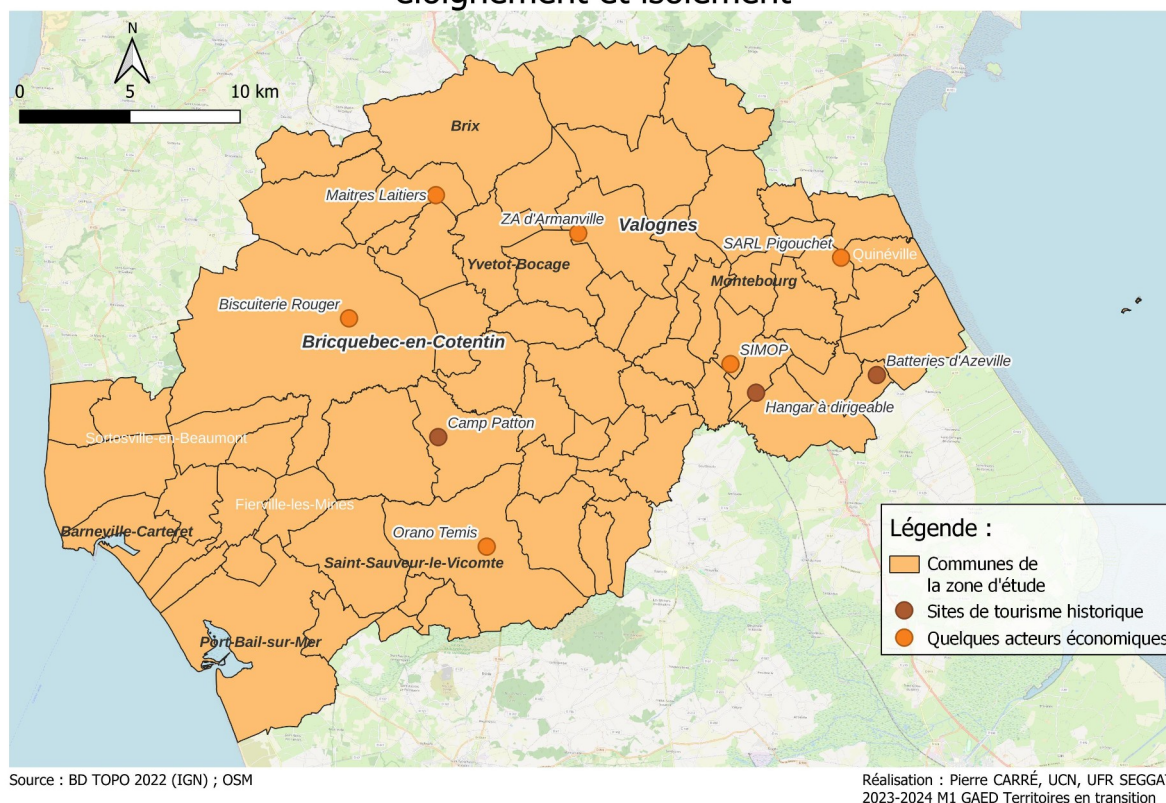 éloignement et isolement
N
0 5 10 km
Brix
Maitres Laitiers
ZA d'Armanville
Valognes
SARL Pigouchet
Quinéville
Yvetot-Bocage
Montebourg
Biscuiterie Rouger
Bricquebec-en-Cotentin
SIMOP
Batteries d'Azeville
Hangar à dirigeable
Camp Patton
Sortosville-en-Beaumont
Fierville-les-Mines
Barneville-Carteret
Orano Temis
Saint-Sauveur-le-Vicomte
Port-Bail-sur-Mer
Légende :
Communes de
la zone d'étude
Sites de tourisme historique
Quelques acteurs économiques
Source : BD TOPO 2022 (IGN) ; OSM
Réalisation : Pierre CARRÉ, UCN, UFR SEGGAT
2023-2024 M1 GAED Territoires en transition